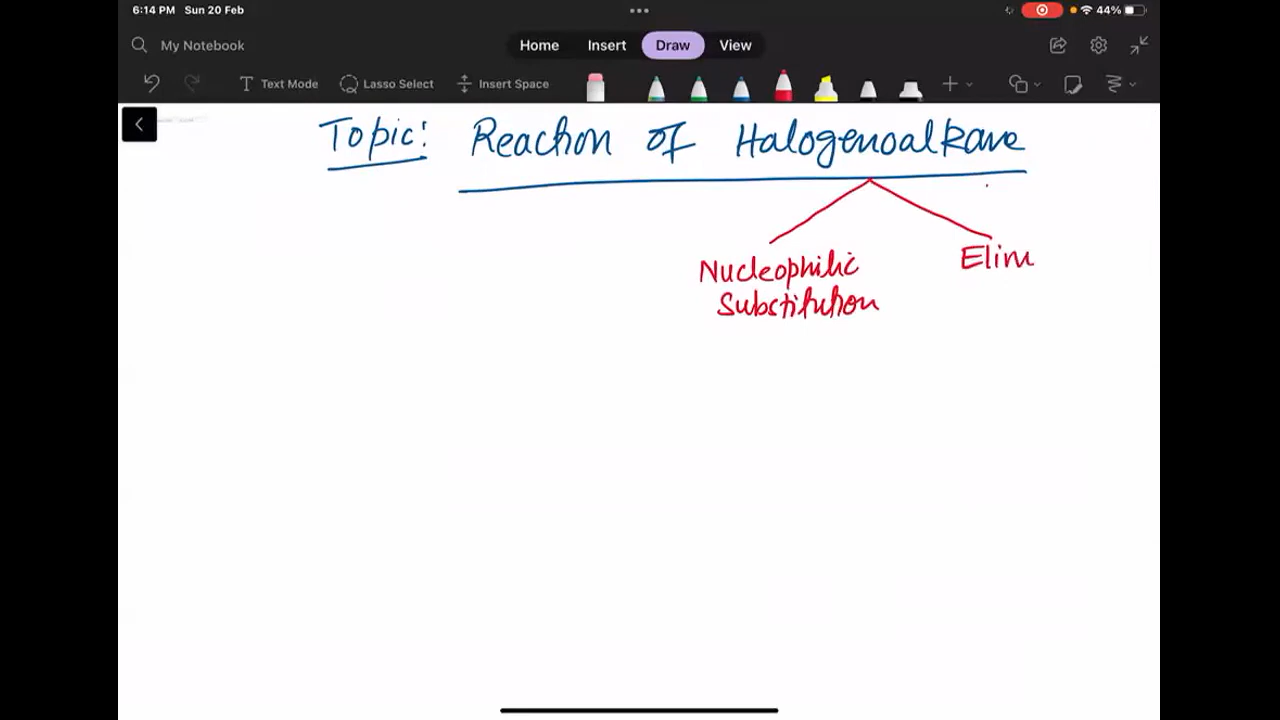 6:14 PM Sun 20 Feb
44%
My Notebook
Home Insert Draw View
Text Mode Lasso Select Insert Space
Topic: Reaction of Halogenoalkane
Nucleophilic Elim
Substitution